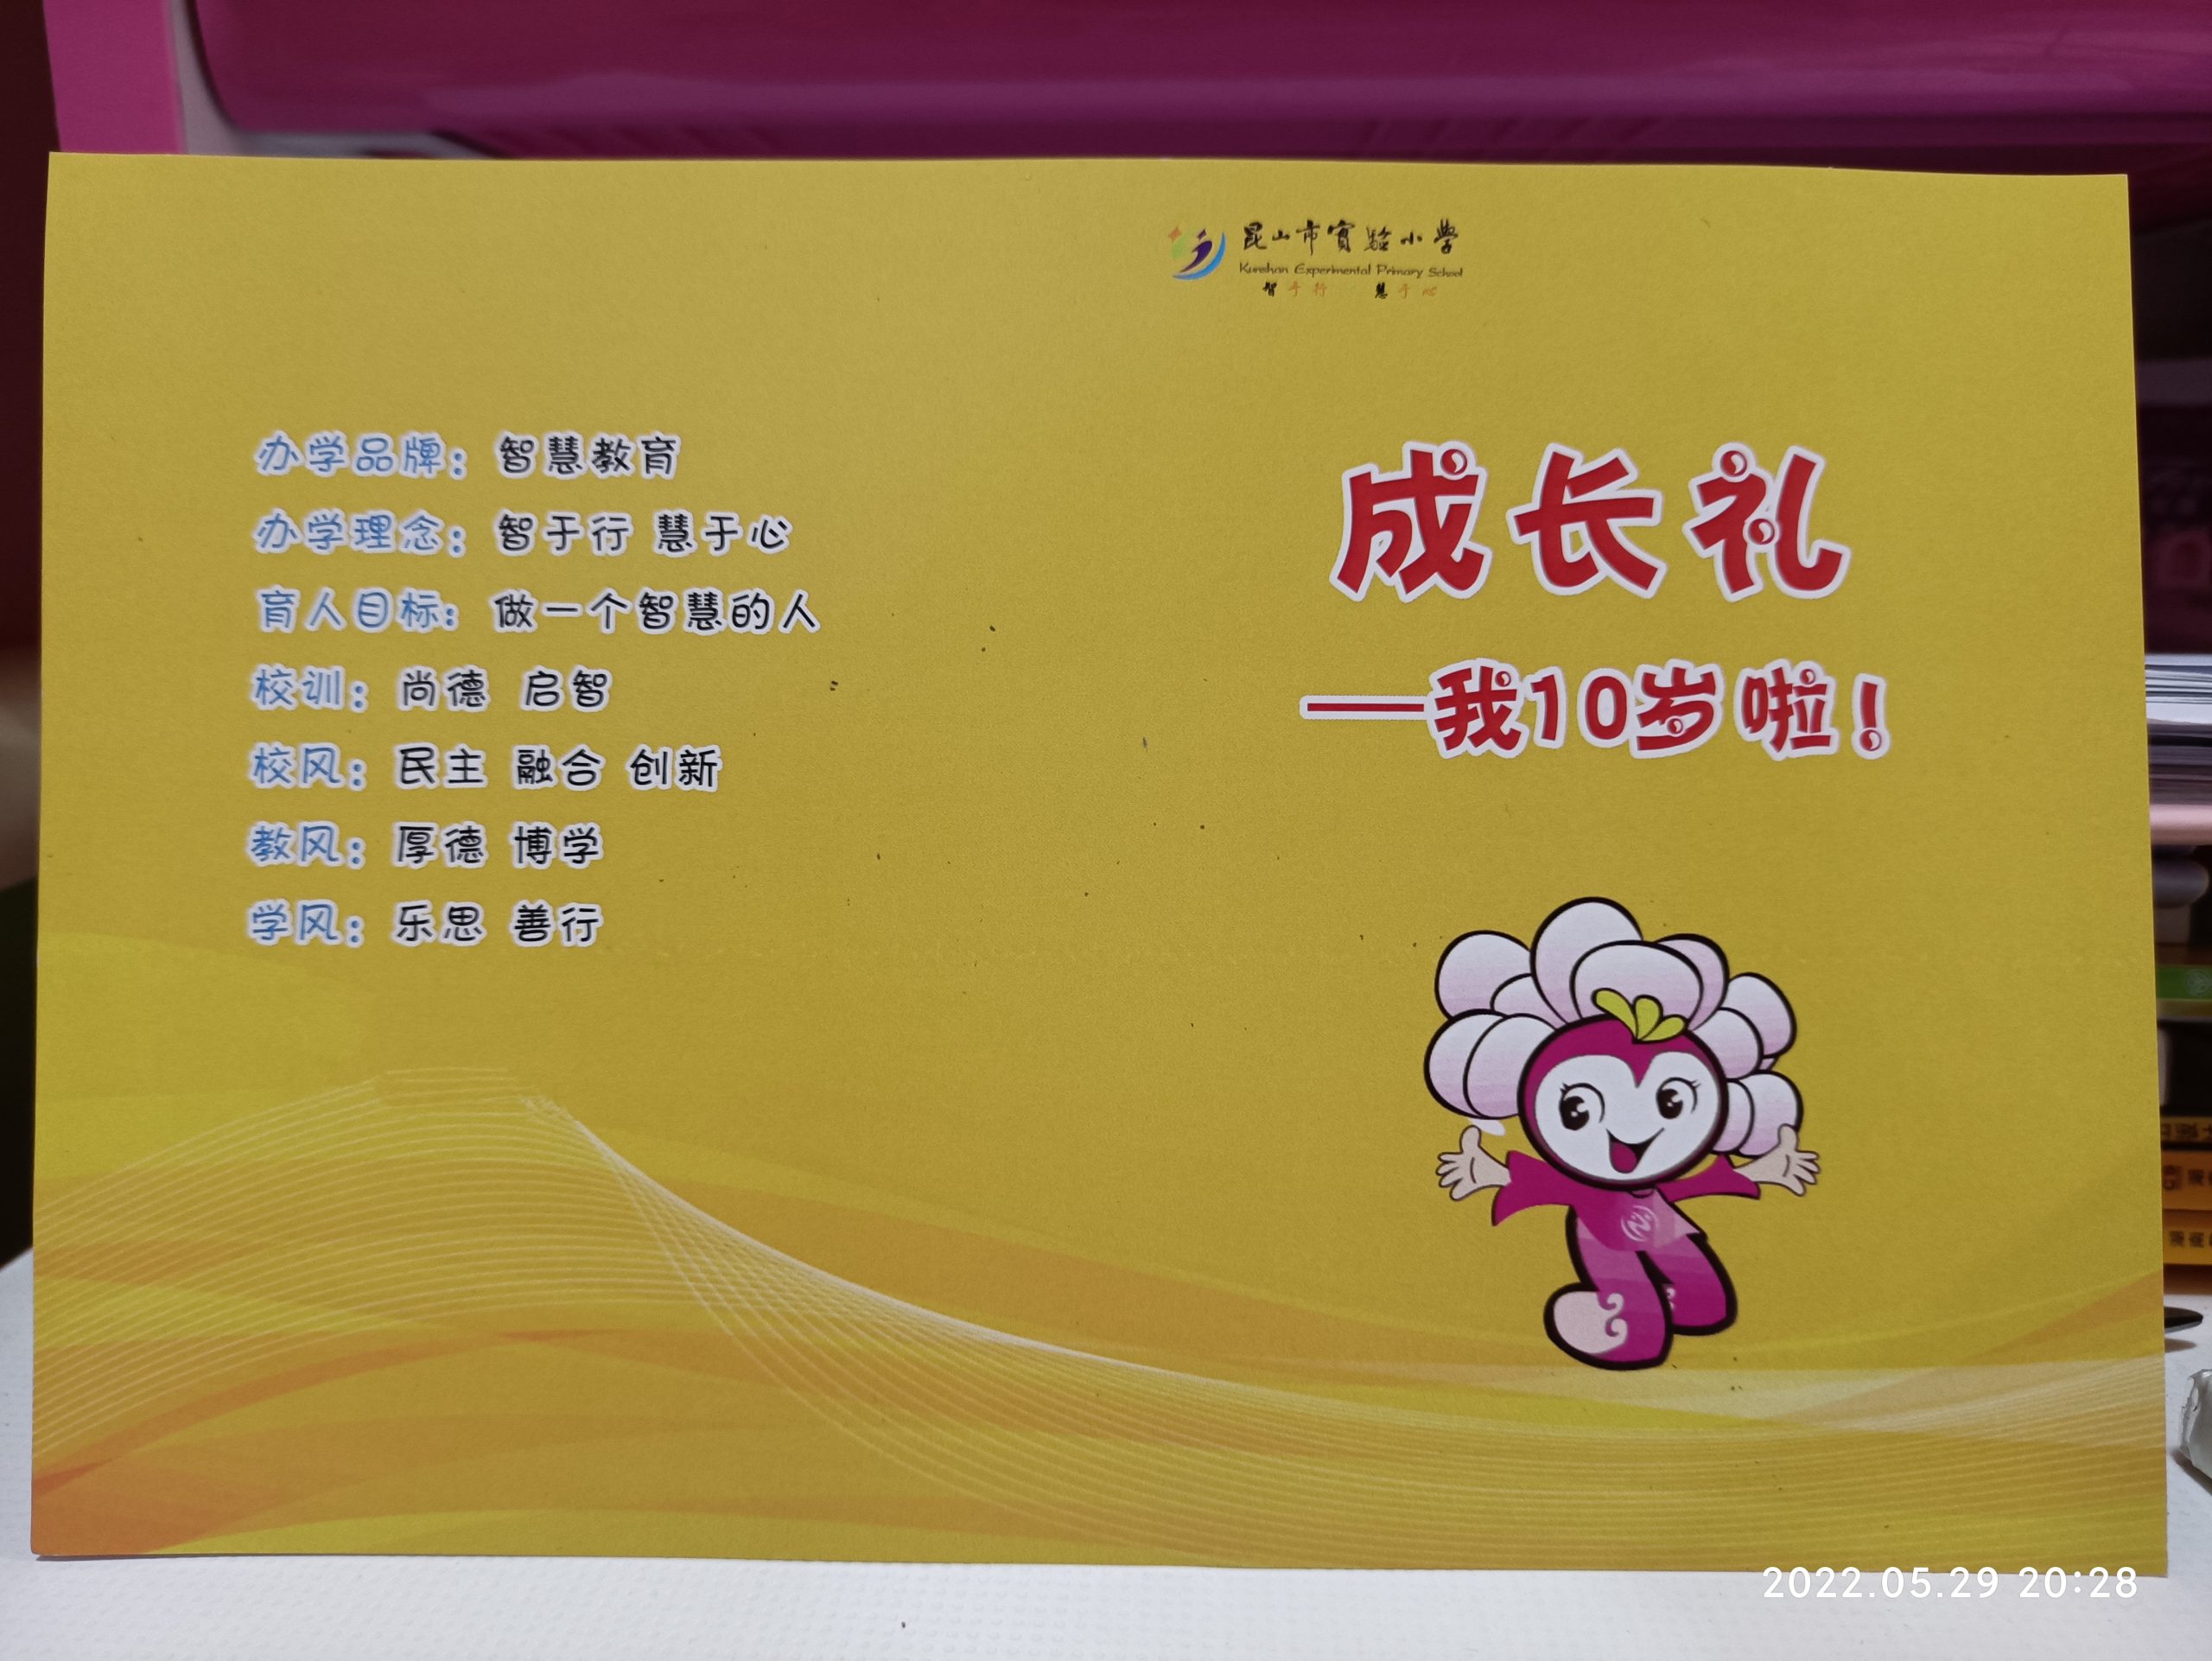 昆山市實驗小學
Kunshan Experimental Primary School
智于行 慧于心
办学品牌：智慧教育
办学理念：智于行 慧于心
育人目标：做一个智慧的人
校训：尚德 启智
校风：民主 融合 创新
教风：厚德 博学
学风：乐思 善行
成长礼
——我10岁啦！
2022.05.29 20:28